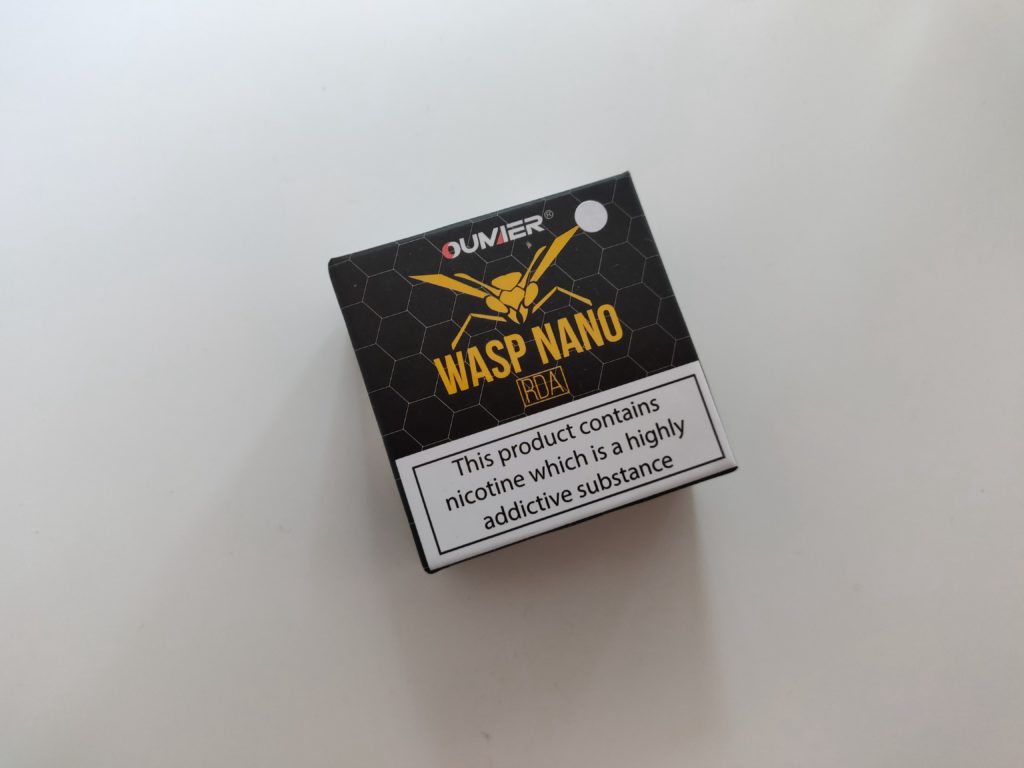 OUMIER®
WASP NANO
RDA
This product contains
nicotine which is a highly
addictive substance